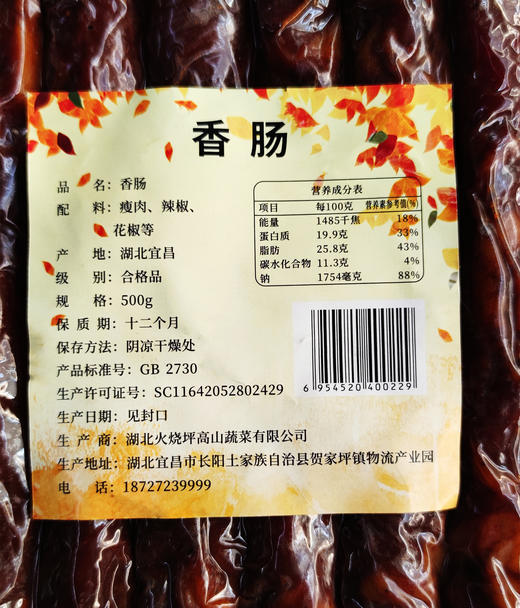 香肠
品 名：香肠
配 料：瘦肉、辣椒、
花椒等
产 地：湖北宜昌
级 别：合格品
规 格：500g
保 质 期：十二个月
保存方法：阴凉干燥处
产品标准号：GB 2730
生产许可证号：SC11642052802429
生产日期：见封口
生 产 商：湖北火烧坪高山蔬菜有限公司
生产地址：湖北宜昌市长阳土家族自治县贺家坪镇物流产业园
电 话：18727239999
营养成分表
项目 每100克 营养素参考值(%)
能量 1485千焦 18%
蛋白质 19.9克 33%
脂肪 25.8克 43%
碳水化合物 11.3克 4%
钠 1754毫克 88%
6 954520 400229